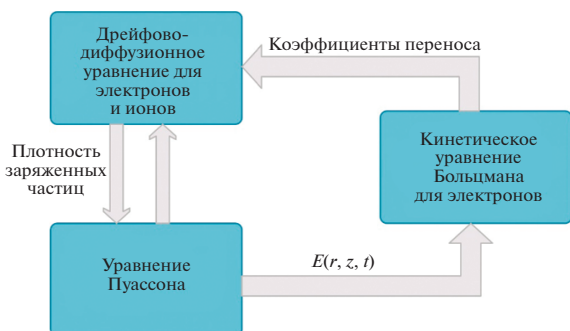 Дрейфово-
диффузионное
уравнение для
электронов
и ионов
Коэффициенты переноса
Кинетическое
уравнение
Больцмана
для электронов
Плотность
заряженных
частиц
Уравнение
Пуассона
E(r, z, t)